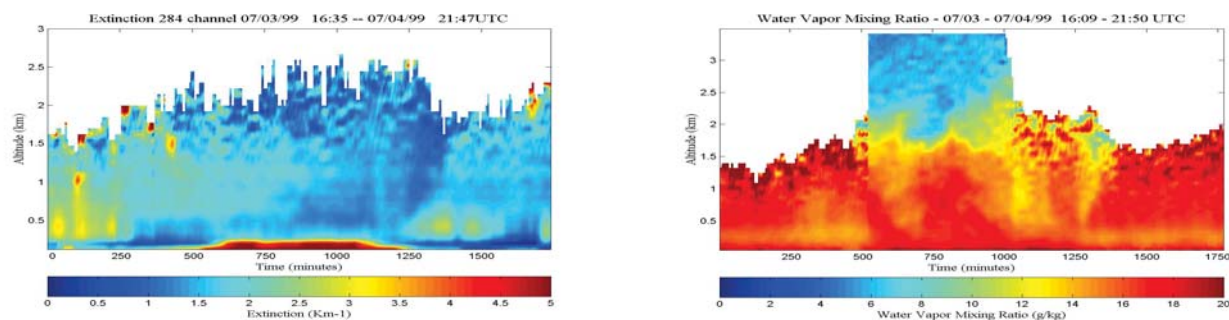 Extinction 284 channel 07/03/99 16:35 -- 07/04/99 21:47UTC
3
2.5
2
1.5
1
0.5
Altitude (km)
0 250 500 750 1000 1250 1500
Time (minutes)
0 0.5 1 1.5 2 2.5 3 3.5 4 4.5 5
Extinction (Km-1)
Water Vapor Mixing Ratio - 07/03 - 07/04/99 16:09 - 21:50 UTC
3
2.5
2
1.5
1
0.5
Altitude (km)
0 250 500 750 1000 1250 1500 1750
Time (minutes)
0 2 4 6 8 10 12 14 16 18 20
Water Vapor Mixing Ratio (g/kg)